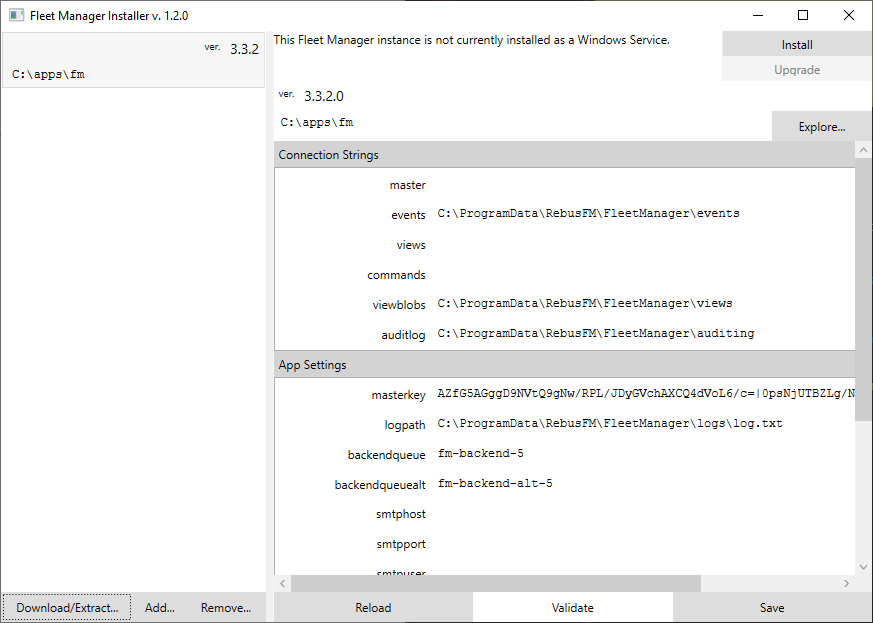 Fleet Manager Installer v. 1.2.0
ver. 3.3.2
C:\apps\fm
This Fleet Manager instance is not currently installed as a Windows Service.
Install
Upgrade
ver. 3.3.2.0
C:\apps\fm
Explore...
Connection Strings
master
events C:\ProgramData\RebusFM\FleetManager\events
views
commands
viewblobs C:\ProgramData\RebusFM\FleetManager\views
auditlog C:\ProgramData\RebusFM\FleetManager\auditing
App Settings
masterkey AZfG5AGggD9NVtQ9gNw/RPL/JDyGVchAXCQ4dVoL6/c=|0psNjUTBZLg/N
logpath C:\ProgramData\RebusFM\FleetManager\logs\log.txt
backendqueue fm-backend-5
backendqueuealt fm-backend-alt-5
smtphost
smtpport
smtpuser
Download/Extract... Add... Remove... Reload Validate Save